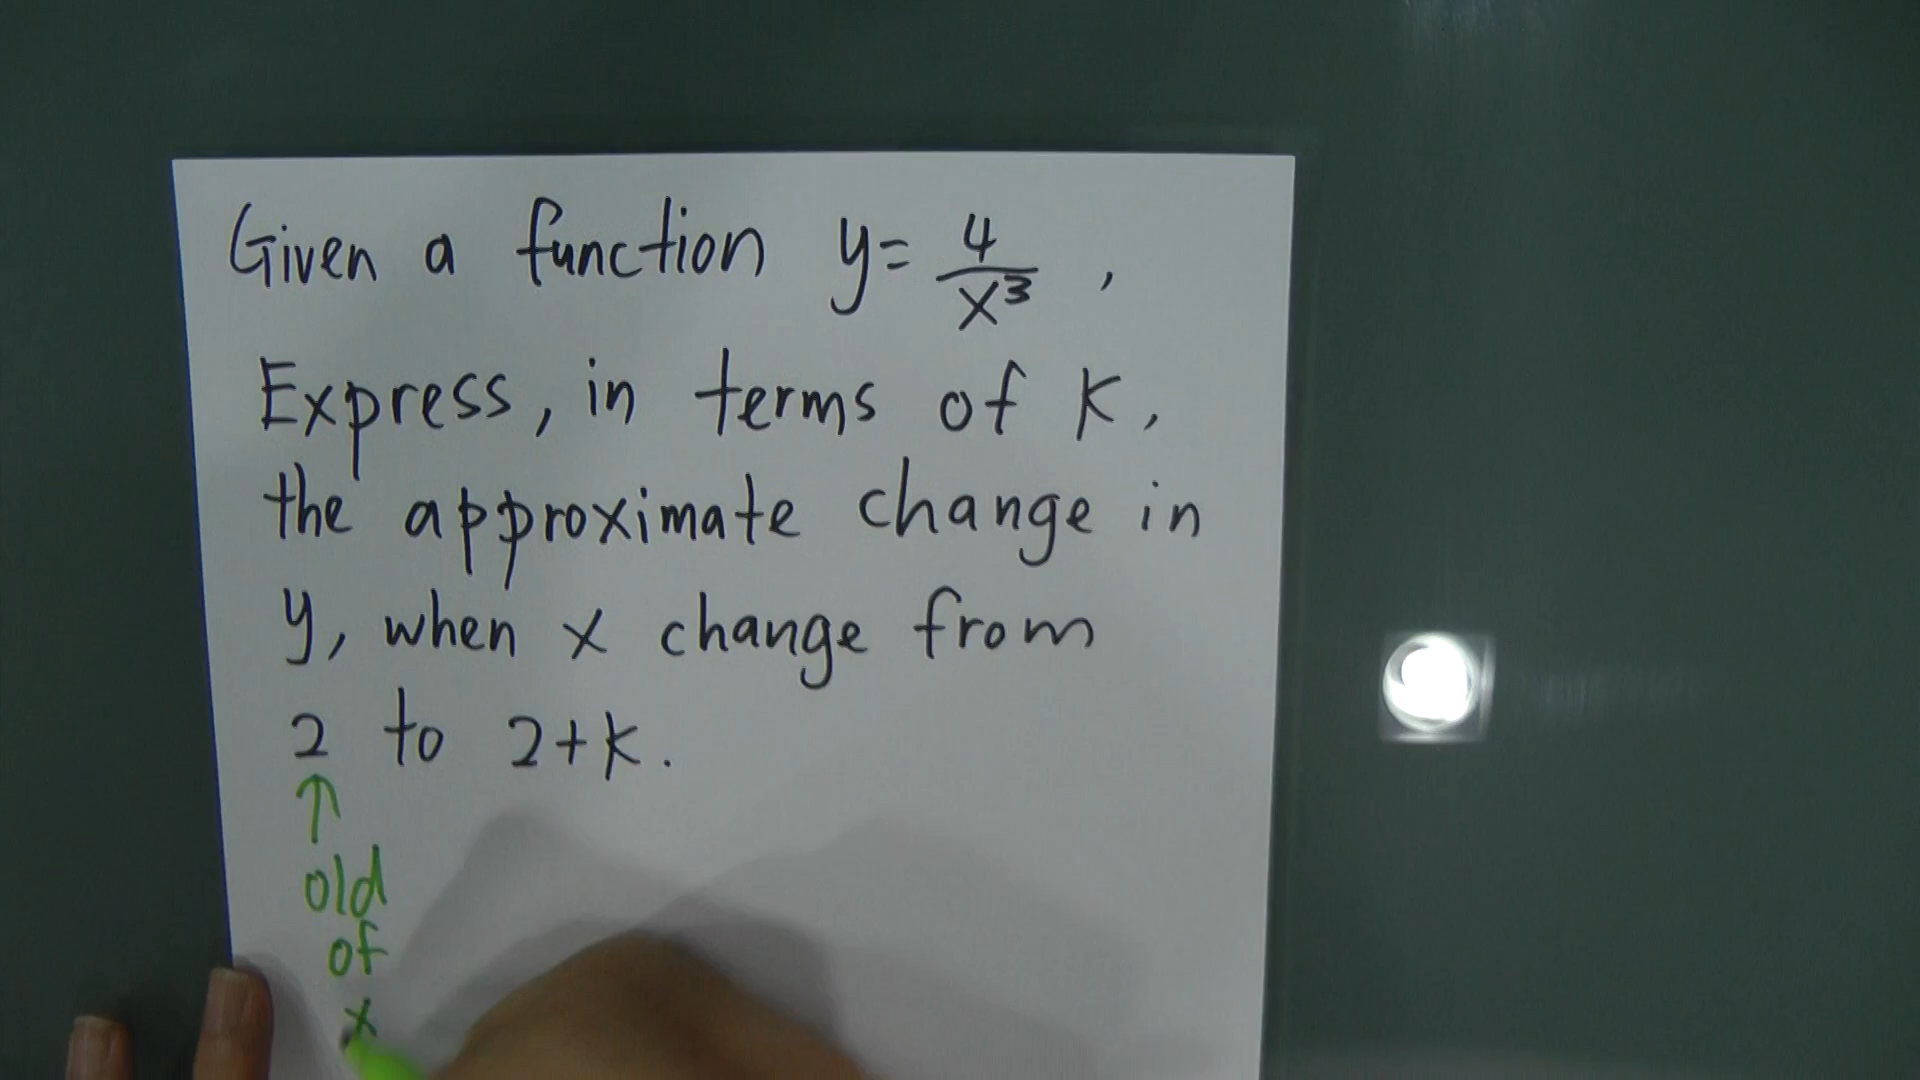 Given a function y = 4/x³ ,
Express, in terms of K,
the approximate change in
y, when x change from
2 to 2+K.
↑
old
of
x